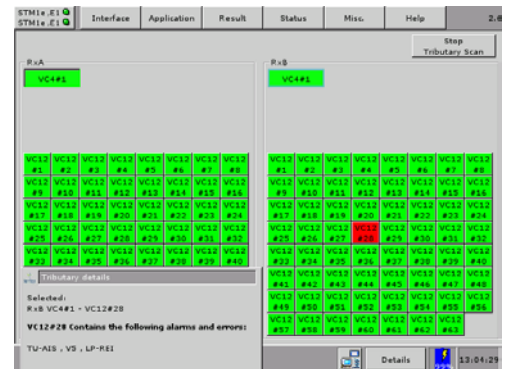 STM1e.E1
STM1e.E1
Interface
Application
Result
Status
Misc.
Help
Stop
Tributary Scan
RxA
VC4#1
VC12 VC12 VC12 VC12 VC12 VC12 VC12 VC12
#1 #2 #3 #4 #5 #6 #7 #8
VC12 VC12 VC12 VC12 VC12 VC12 VC12 VC12
#9 #10 #11 #12 #13 #14 #15 #16
VC12 VC12 VC12 VC12 VC12 VC12 VC12 VC12
#17 #18 #19 #20 #21 #22 #23 #24
VC12 VC12 VC12 VC12 VC12 VC12 VC12 VC12
#25 #26 #27 #28 #29 #30 #31 #32
VC12 VC12 VC12 VC12 VC12 VC12 VC12 VC12
#33 #34 #35 #36 #37 #38 #39 #40
Tributary details
Selected:
RxB VC4#1 - VC12#28
VC12#28 Contains the following alarms and errors:
TU-AIS , V5 , LP-REI
RxB
VC4#1
VC12 VC12 VC12 VC12 VC12 VC12 VC12 VC12
#1 #2 #3 #4 #5 #6 #7 #8
VC12 VC12 VC12 VC12 VC12 VC12 VC12 VC12
#9 #10 #11 #12 #13 #14 #15 #16
VC12 VC12 VC12 VC12 VC12 VC12 VC12 VC12
#17 #18 #19 #20 #21 #22 #23 #24
VC12 VC12 VC12 VC12 VC12 VC12 VC12 VC12
#25 #26 #27 #28 #29 #30 #31 #32
VC12 VC12 VC12 VC12 VC12 VC12 VC12 VC12
#33 #34 #35 #36 #37 #38 #39 #40
VC12 VC12 VC12 VC12 VC12 VC12 VC12 VC12
#41 #42 #43 #44 #45 #46 #47 #48
VC12 VC12 VC12 VC12 VC12 VC12 VC12 VC12
#49 #50 #51 #52 #53 #54 #55 #56
VC12 VC12 VC12 VC12 VC12 VC12 VC12
#57 #58 #59 #60 #61 #62 #63
Details
13:04:29